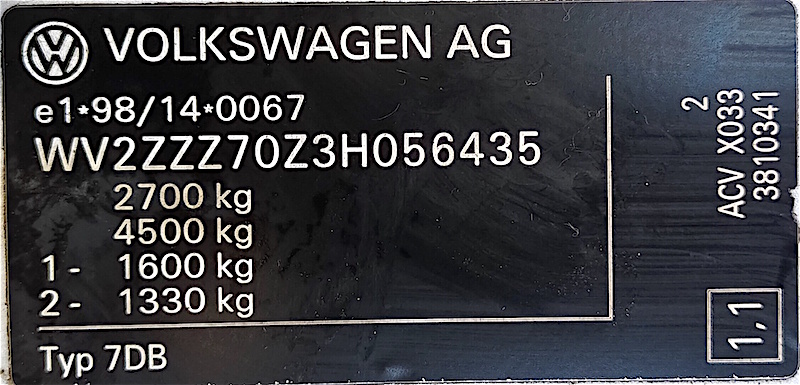 VOLKSWAGEN AG
e1*98/14*0067
WV2ZZZ70Z3H056435
2700 kg
4500 kg
1- 1600 kg
2- 1330 kg
Typ 7DB
2
ACV X033
3810341
1,1